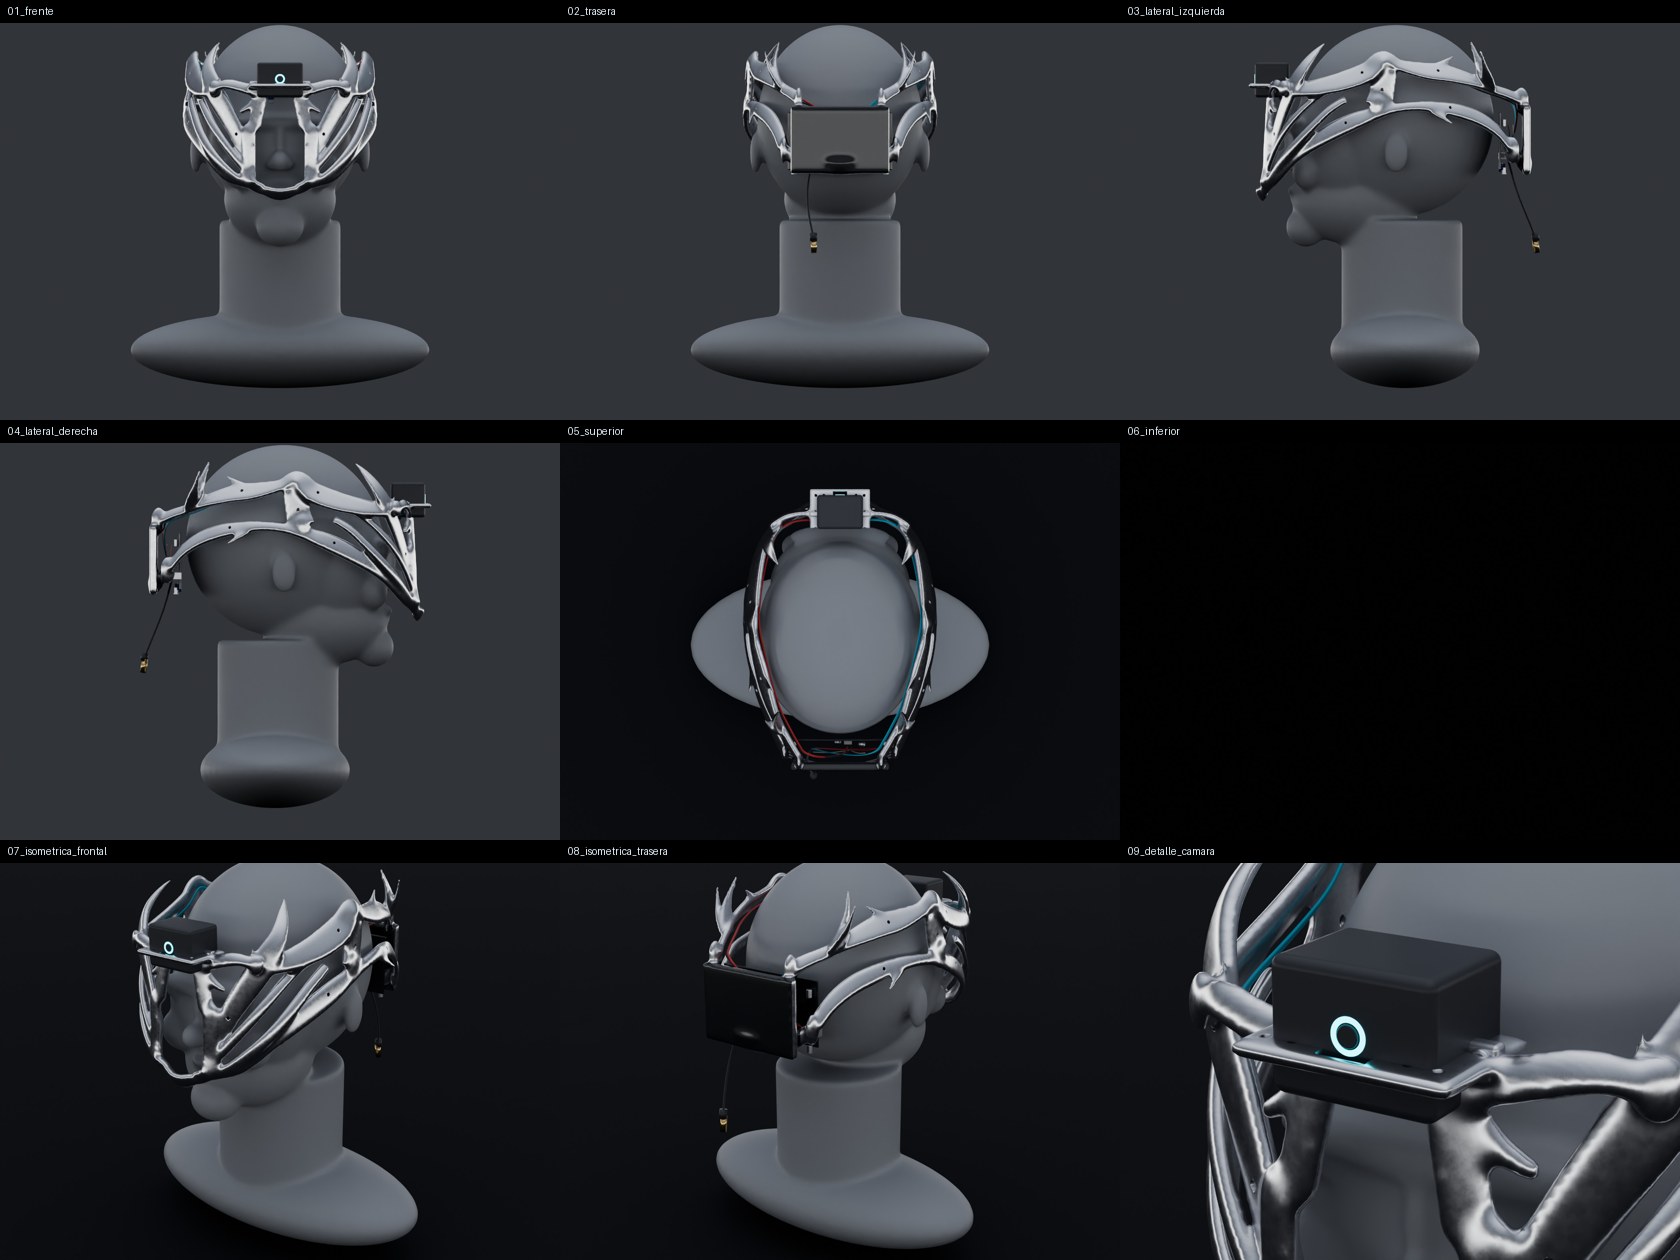 01_frente
02_trasera
03_lateral_izquierda
04_lateral_derecha
05_superior
06_inferior
07_isometrica_frontal
08_isometrica_trasera
09_detalle_camara